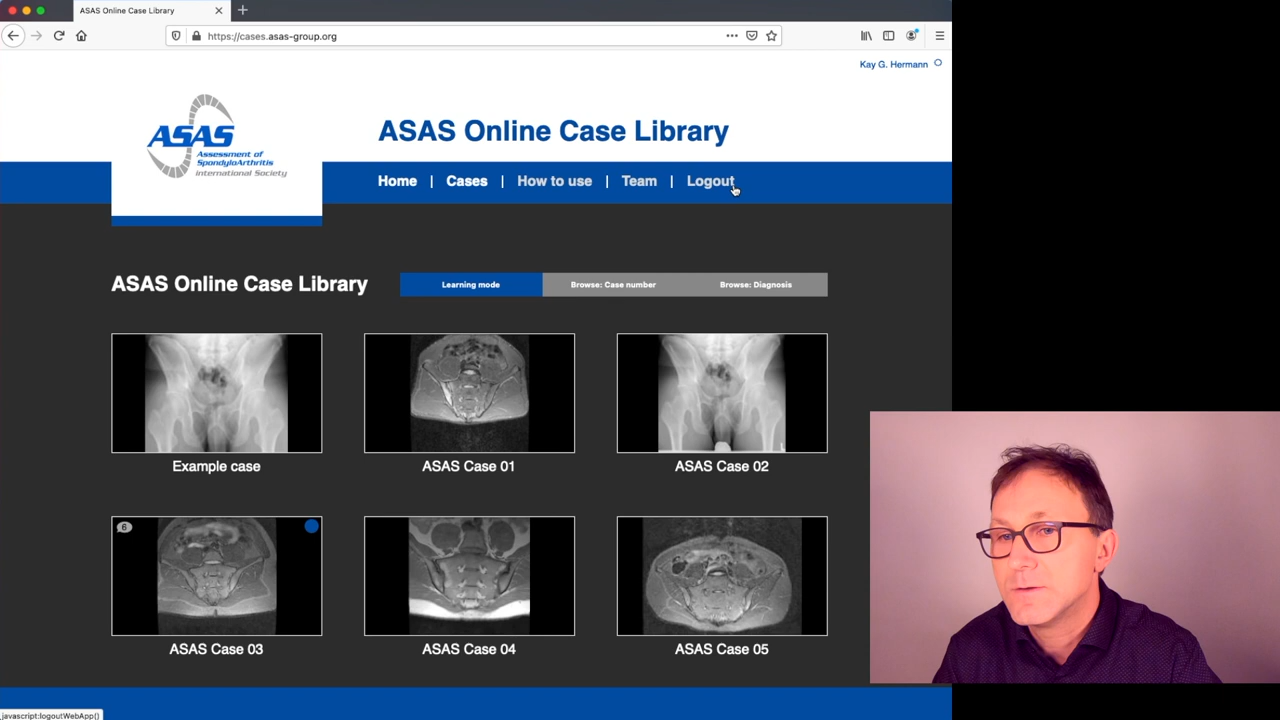 ASAS Online Case Library
https://cases.asas-group.org
Kay G. Hermann
ASAS
Assessment of
SpondyloArthritis
international Society
ASAS Online Case Library
Home | Cases | How to use | Team | Logout
ASAS Online Case Library
Learning mode
Browse: Case number
Browse: Diagnosis
Example case
ASAS Case 01
ASAS Case 02
6
ASAS Case 03
ASAS Case 04
ASAS Case 05
javascript:logoutWebApp()